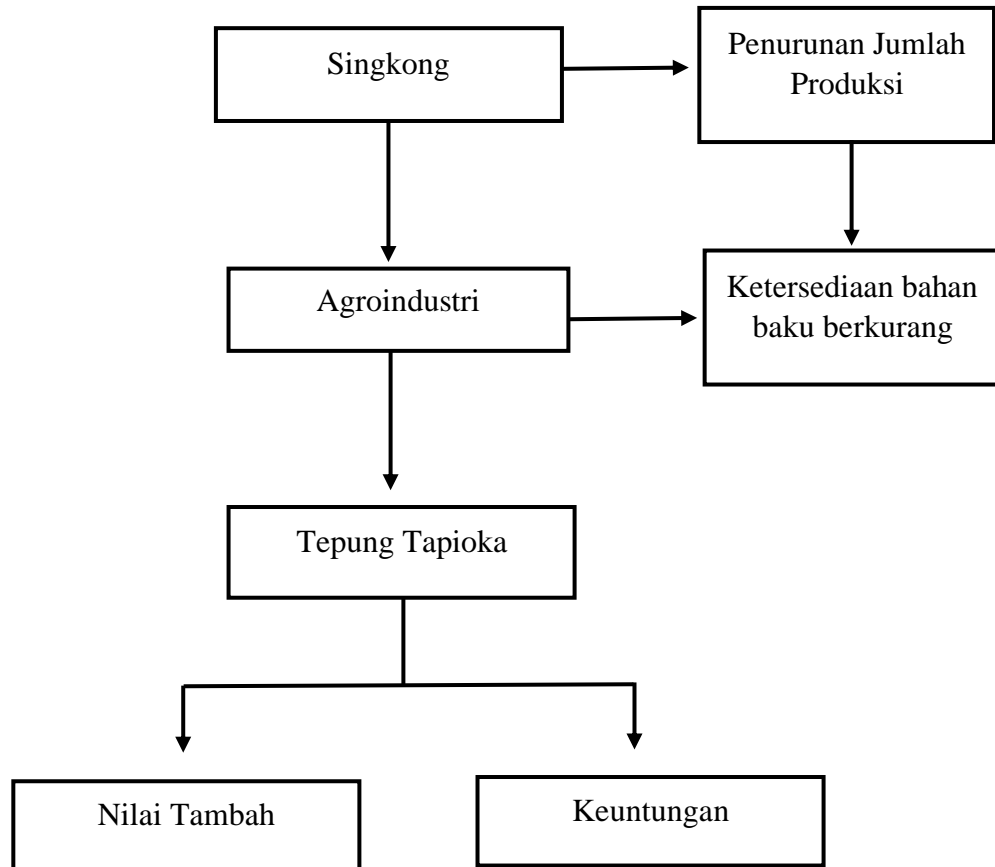 Singkong
Penurunan Jumlah
Produksi
Agroindustri
Ketersediaan bahan
baku berkurang
Tepung Tapioka
Nilai Tambah
Keuntungan